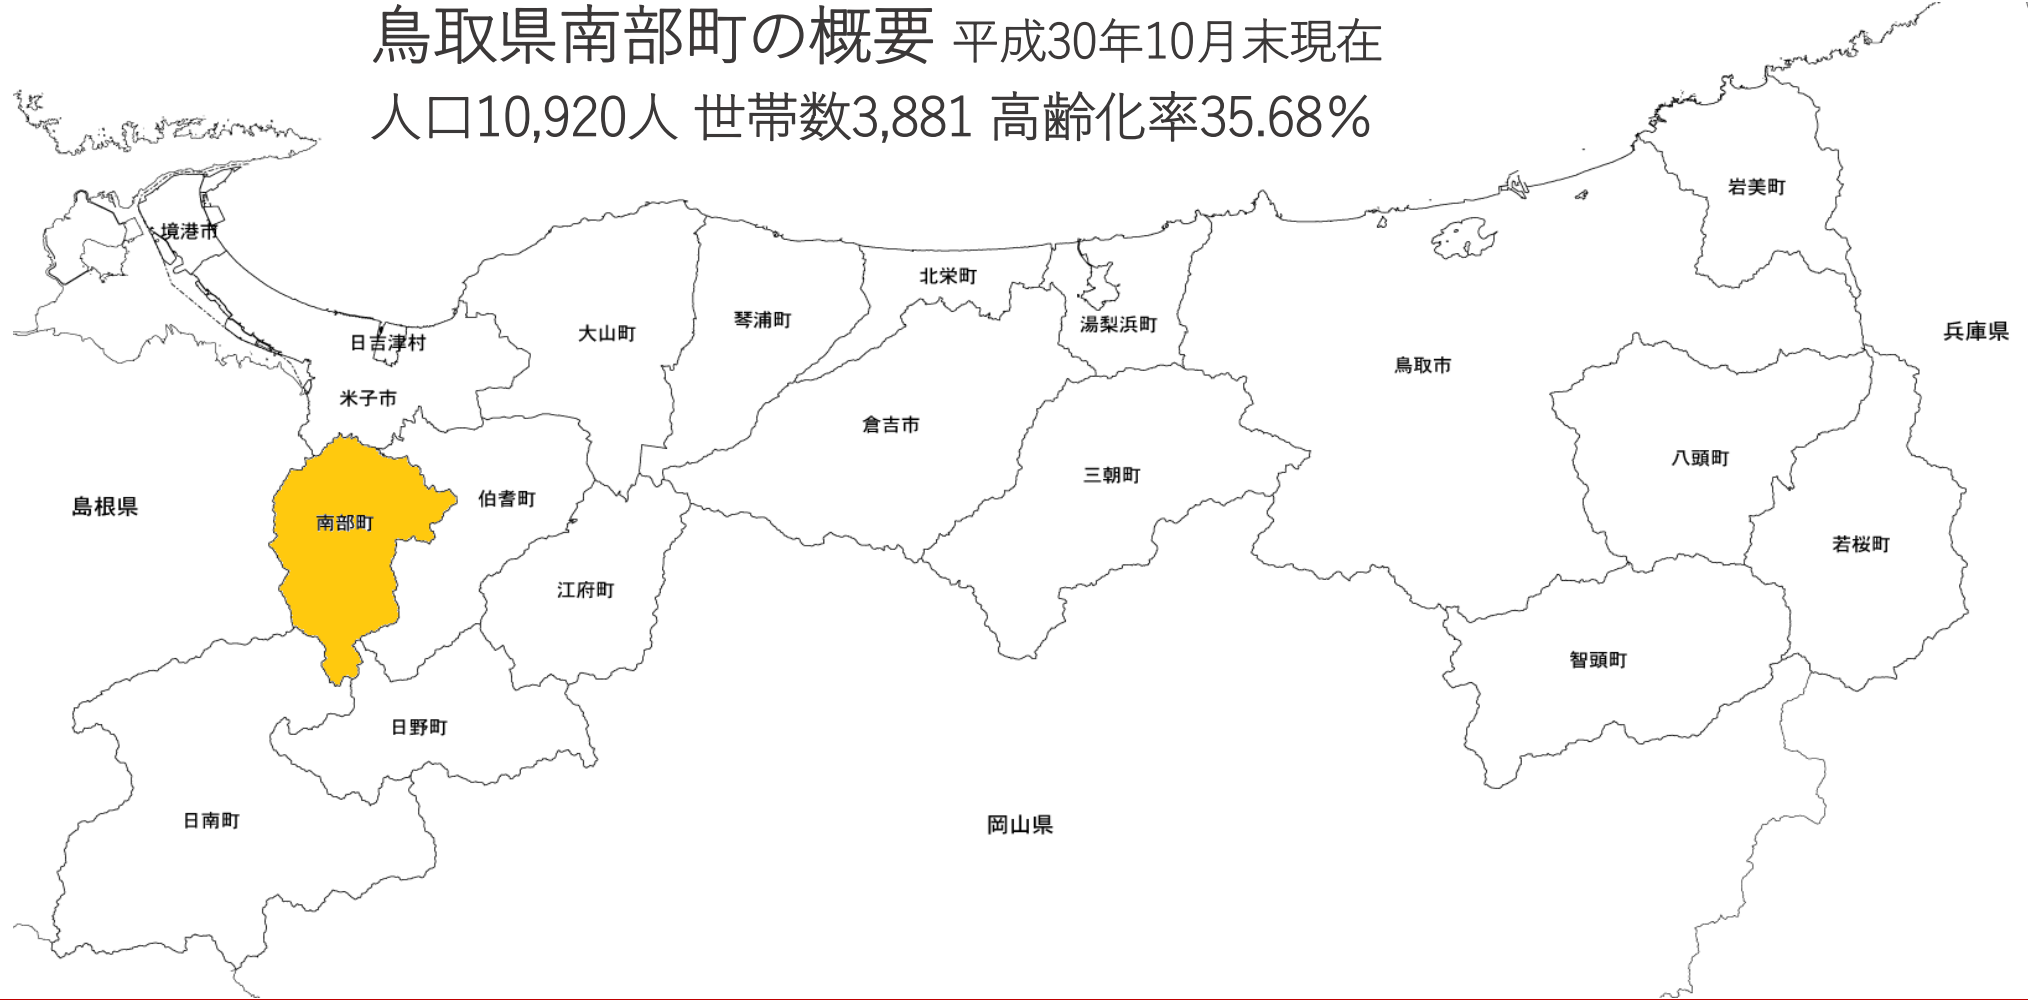 鳥取県南部町の概要 平成30年10月末現在
人口10,920人 世帯数3,881 高齢化率35.68%
岩美町
境港市
北栄町
湯梨浜町
琴浦町
大山町
日吉津村
兵庫県
鳥取市
米子市
倉吉市
八頭町
三朝町
伯耆町
島根県
南部町
若桜町
江府町
智頭町
日野町
日南町
岡山県